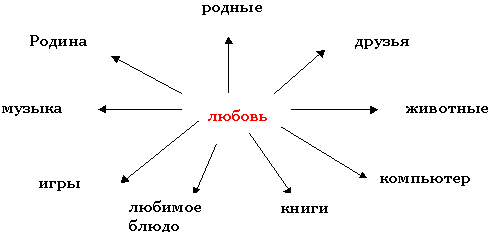 родные
Родина
друзья
музыка
любовь
животные
игры
компьютер
любимое
блюдо
книги